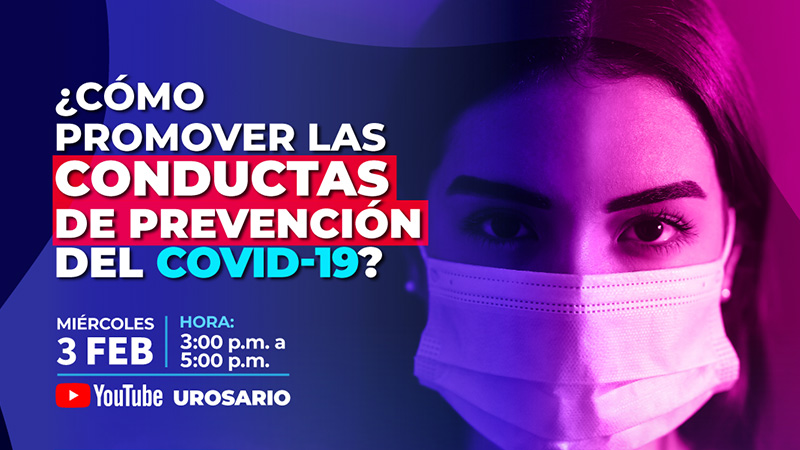 ¿CÓMO
PROMOVER LAS
CONDUCTAS
DE PREVENCIÓN
DEL COVID-19?
MIÉRCOLES
3 FEB
HORA:
3:00 p.m. a
5:00 p.m.
YouTube UROSARIO